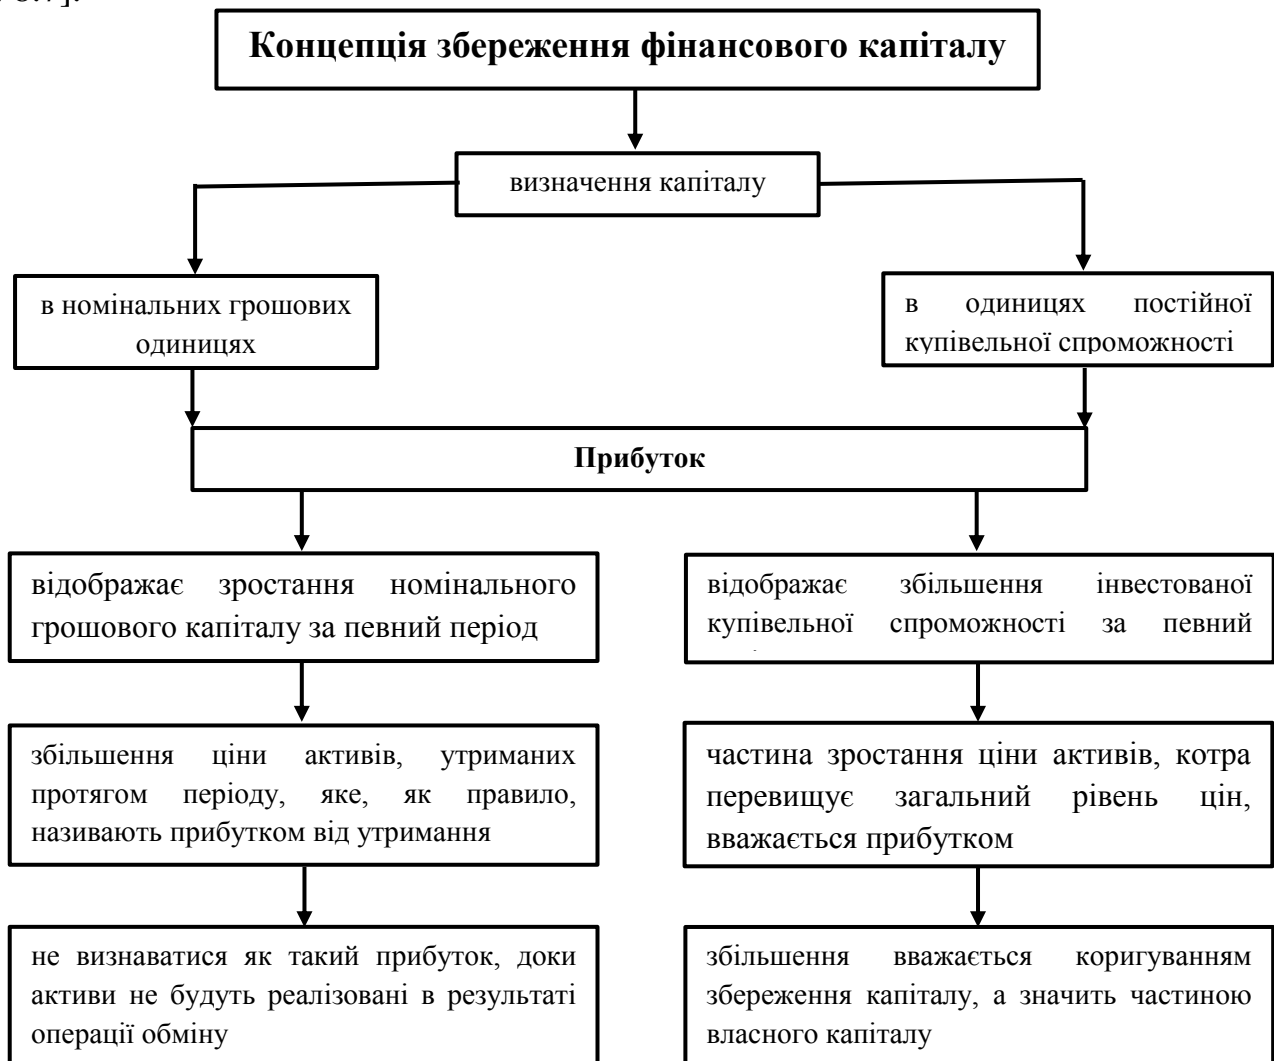 Концепція збереження фінансового капіталу
визначення капіталу
в номінальних грошових
одиницях
в одиницях постійної
купівельної спроможності
Прибуток
відображає зростання номінального
грошового капіталу за певний період
відображає збільшення інвестованої
купівельної спроможності за певний
збільшення ціни активів, утриманих
протягом періоду, яке, як правило,
називають прибутком від утримання
частина зростання ціни активів, котра
перевищує загальний рівень цін,
вважається прибутком
не визнаватися як такий прибуток, доки
активи не будуть реалізовані в результаті
операції обміну
збільшення вважається коригуванням
збереження капіталу, а значить частиною
власного капіталу